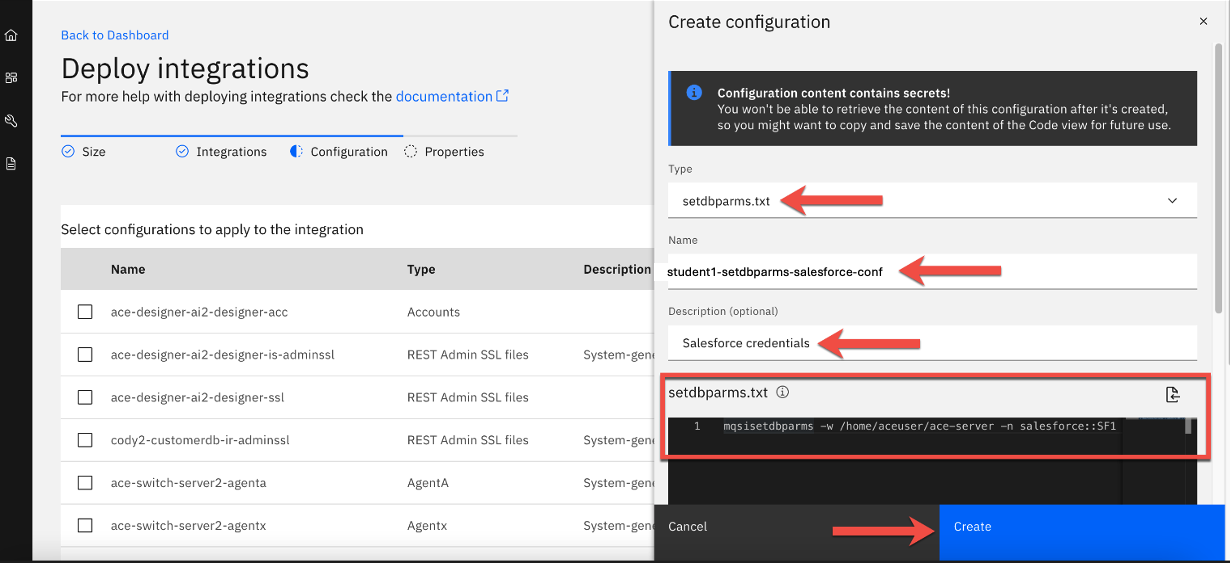 Back to Dashboard
Deploy integrations
For more help with deploying integrations check the documentation
Size
Integrations
Configuration
Properties
Select configurations to apply to the integration
Name Type Description
ace-designer-ai2-designer-acc Accounts
ace-designer-ai2-designer-is-adminssl REST Admin SSL files System-gene
ace-designer-ai2-designer-ssl REST Admin SSL files
cody2-customerdb-ir-adminssl REST Admin SSL files System-gene
ace-switch-server2-agenta AgentA System-gene
ace-switch-server2-agentx Agentx System-gene
Create configuration
Configuration content contains secrets!
You won't be able to retrieve the content of this configuration after it's created,
so you might want to copy and save the content of the Code view for future use.
Type
setdbparms.txt
Name
student1-setdbparms-salesforce-conf
Description (optional)
Salesforce credentials
setdbparms.txt
1 mqsisetdbparms -w /home/aceuser/ace-server -n salesforce::SF1
Cancel
Create